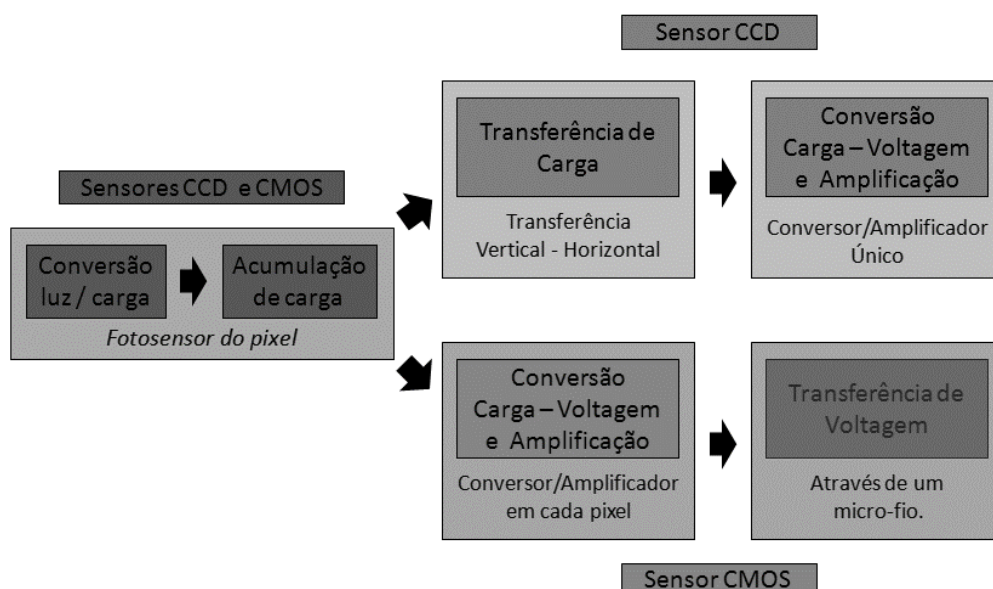 Sensor CCD
Transferência de
Carga
Transferência
Vertical - Horizontal
Conversão
Carga – Voltagem
e Amplificação
Conversor/Amplificador
Único
Sensores CCD e CMOS
Conversão
luz / carga
Acumulação
de carga
Fotosensor do pixel
Conversão
Carga – Voltagem
e Amplificação
Conversor/Amplificador
em cada pixel
Transferência de
Voltagem
Através de um
micro-fio.
Sensor CMOS